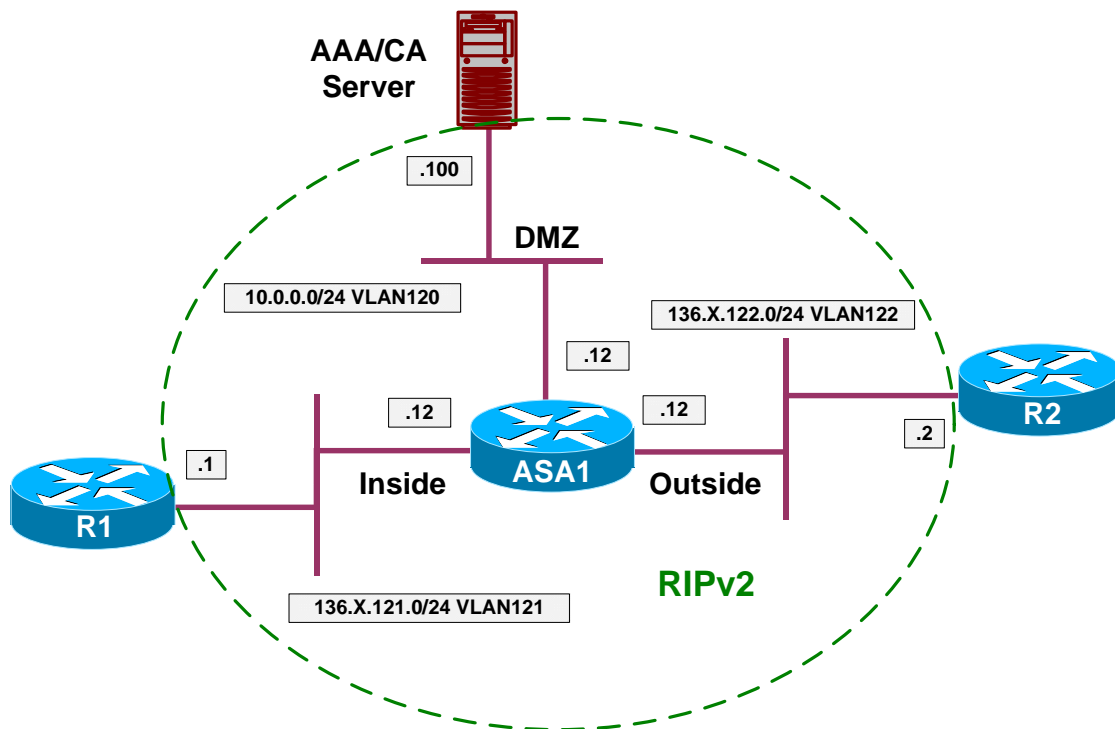 AAA/CA
Server
.100
DMZ
10.0.0.0/24 VLAN120
136.X.122.0/24 VLAN122
.12
.12
.12
R2
.2
.1
Inside
ASA1
Outside
R1
RIPv2
136.X.121.0/24 VLAN121